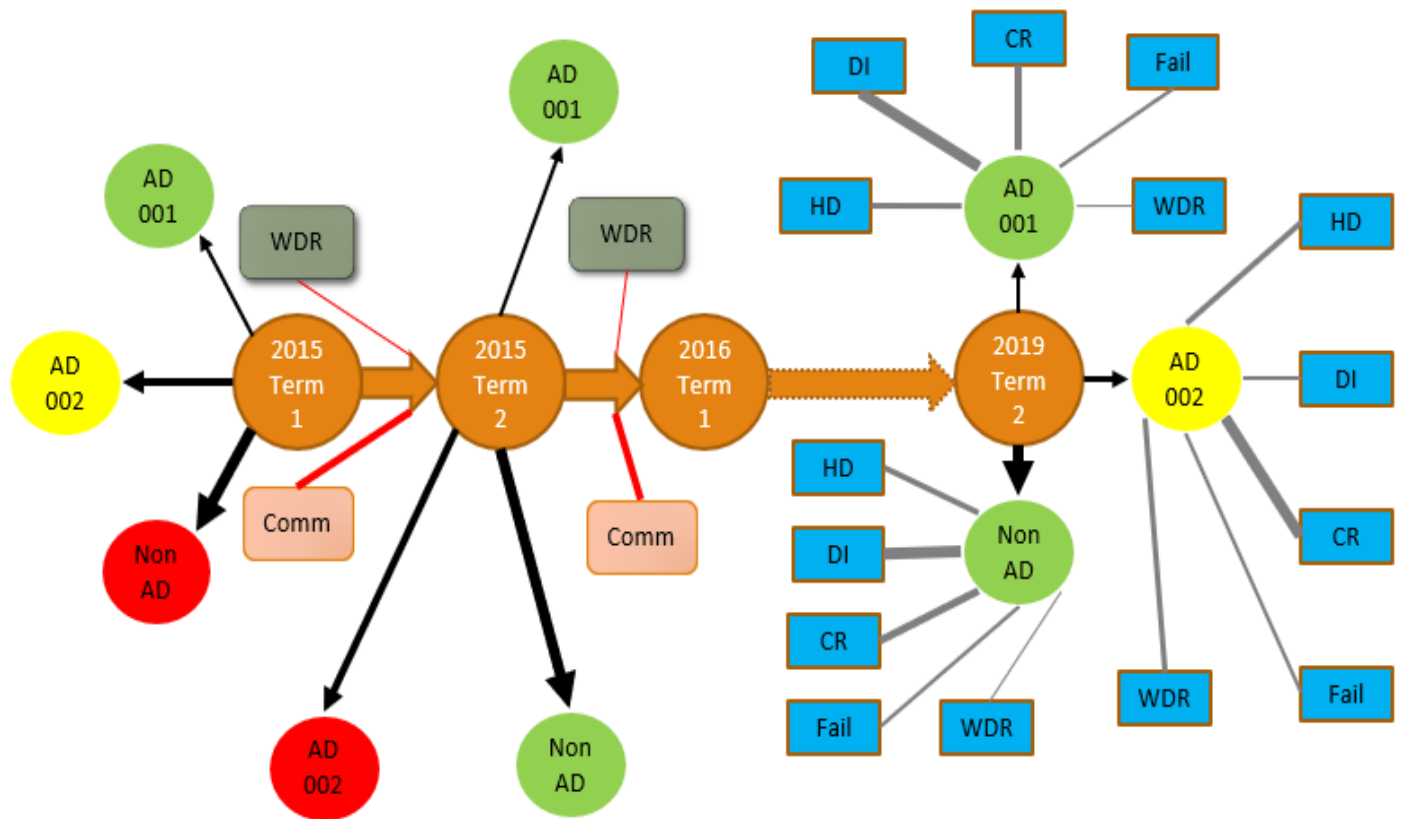 AD
001
AD
001
WDR
WDR
AD
002
2015
Term
1
2015
Term
2
2016
Term
1
Non
AD
Comm
Comm
AD
002
Non
AD
DI
CR
Fail
HD
AD
001
WDR
HD
2019
Term
2
AD
002
DI
HD
Non
AD
DI
CR
CR
Fail
WDR
WDR
Fail